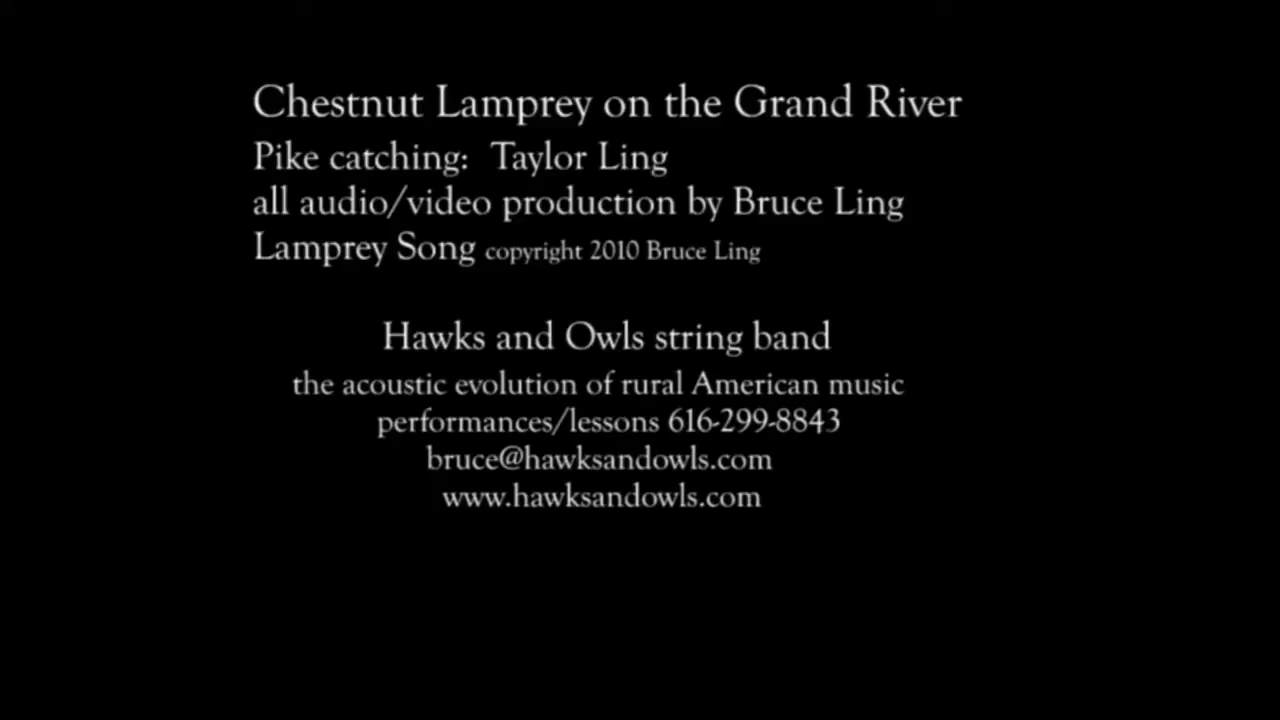 Chestnut Lamprey on the Grand River
Pike catching: Taylor Ling
all audio/video production by Bruce Ling
Lamprey Song copyright 2010 Bruce Ling
Hawks and Owls string band
the acoustic evolution of rural American music
performances/lessons 616-299-8843
bruce@hawksandowls.com
www.hawksandowls.com